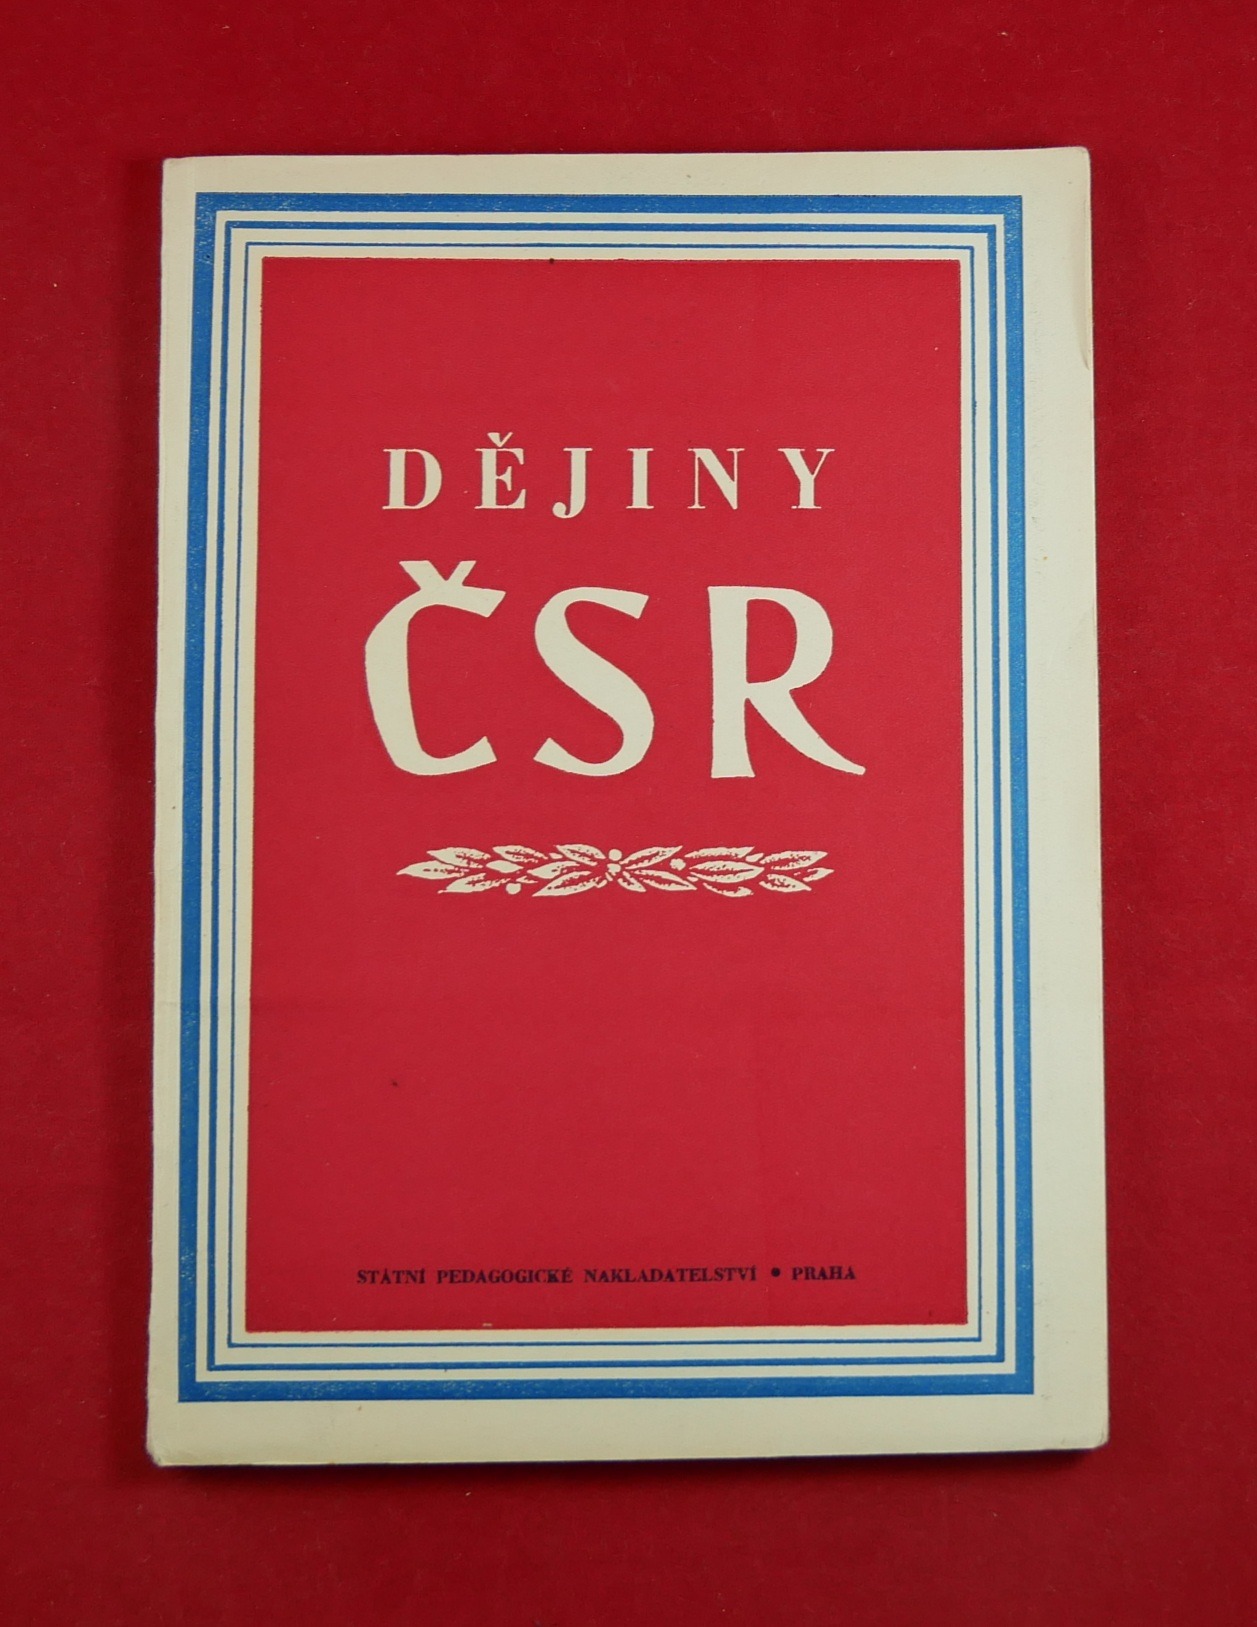 DĚJINY
ČSR
STÁTNÍ PEDAGOGICKÉ NAKLADATELSTVÍ • PRAHA